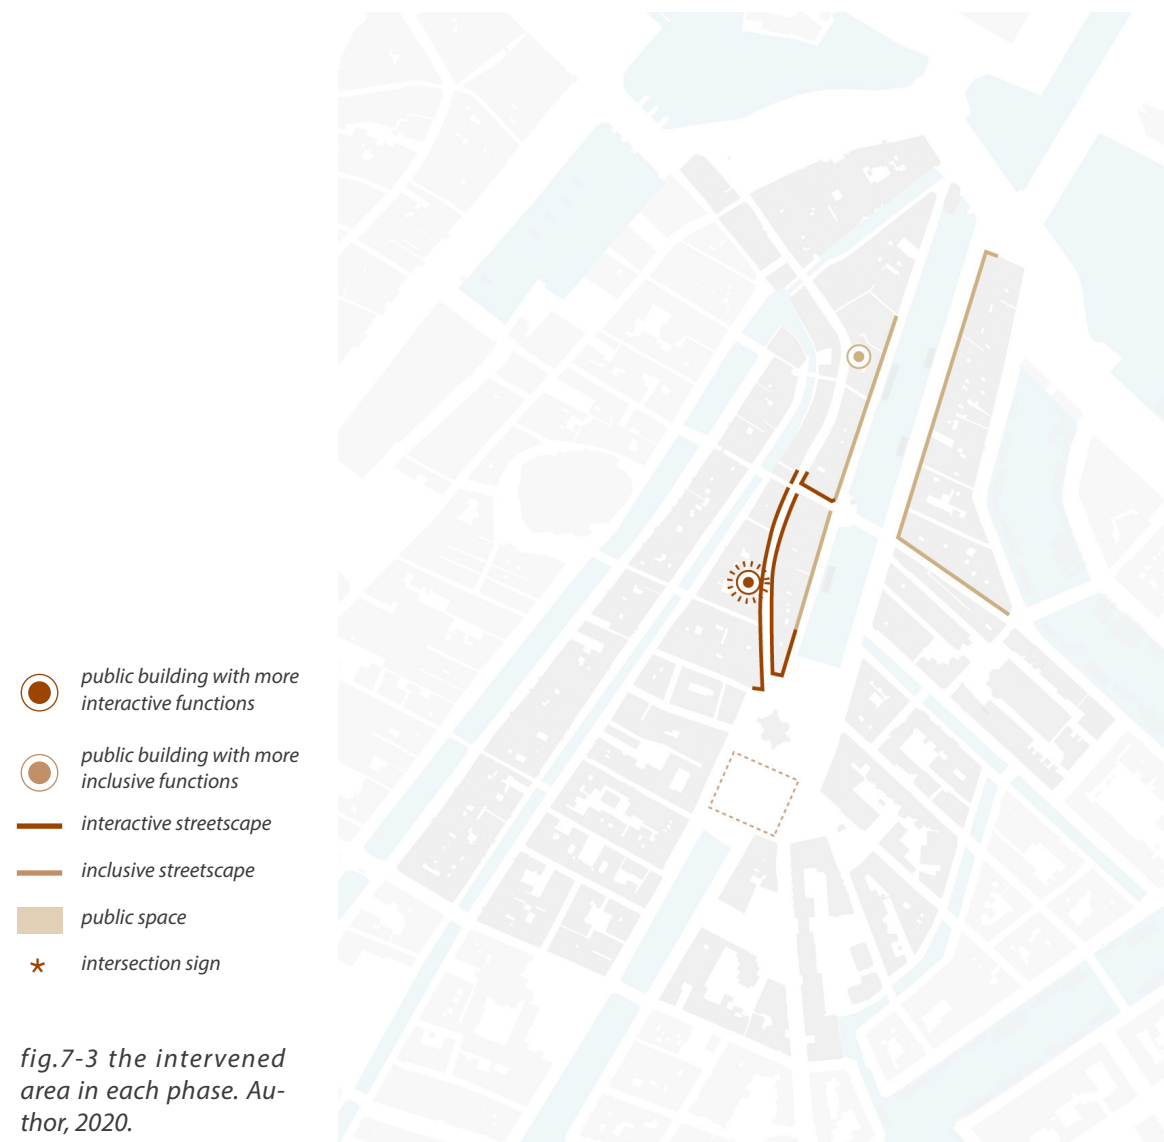 public building with more
interactive functions
public building with more
inclusive functions
interactive streetscape
inclusive streetscape
public space
intersection sign
fig.7-3 the intervened
area in each phase. Au-
thor, 2020.